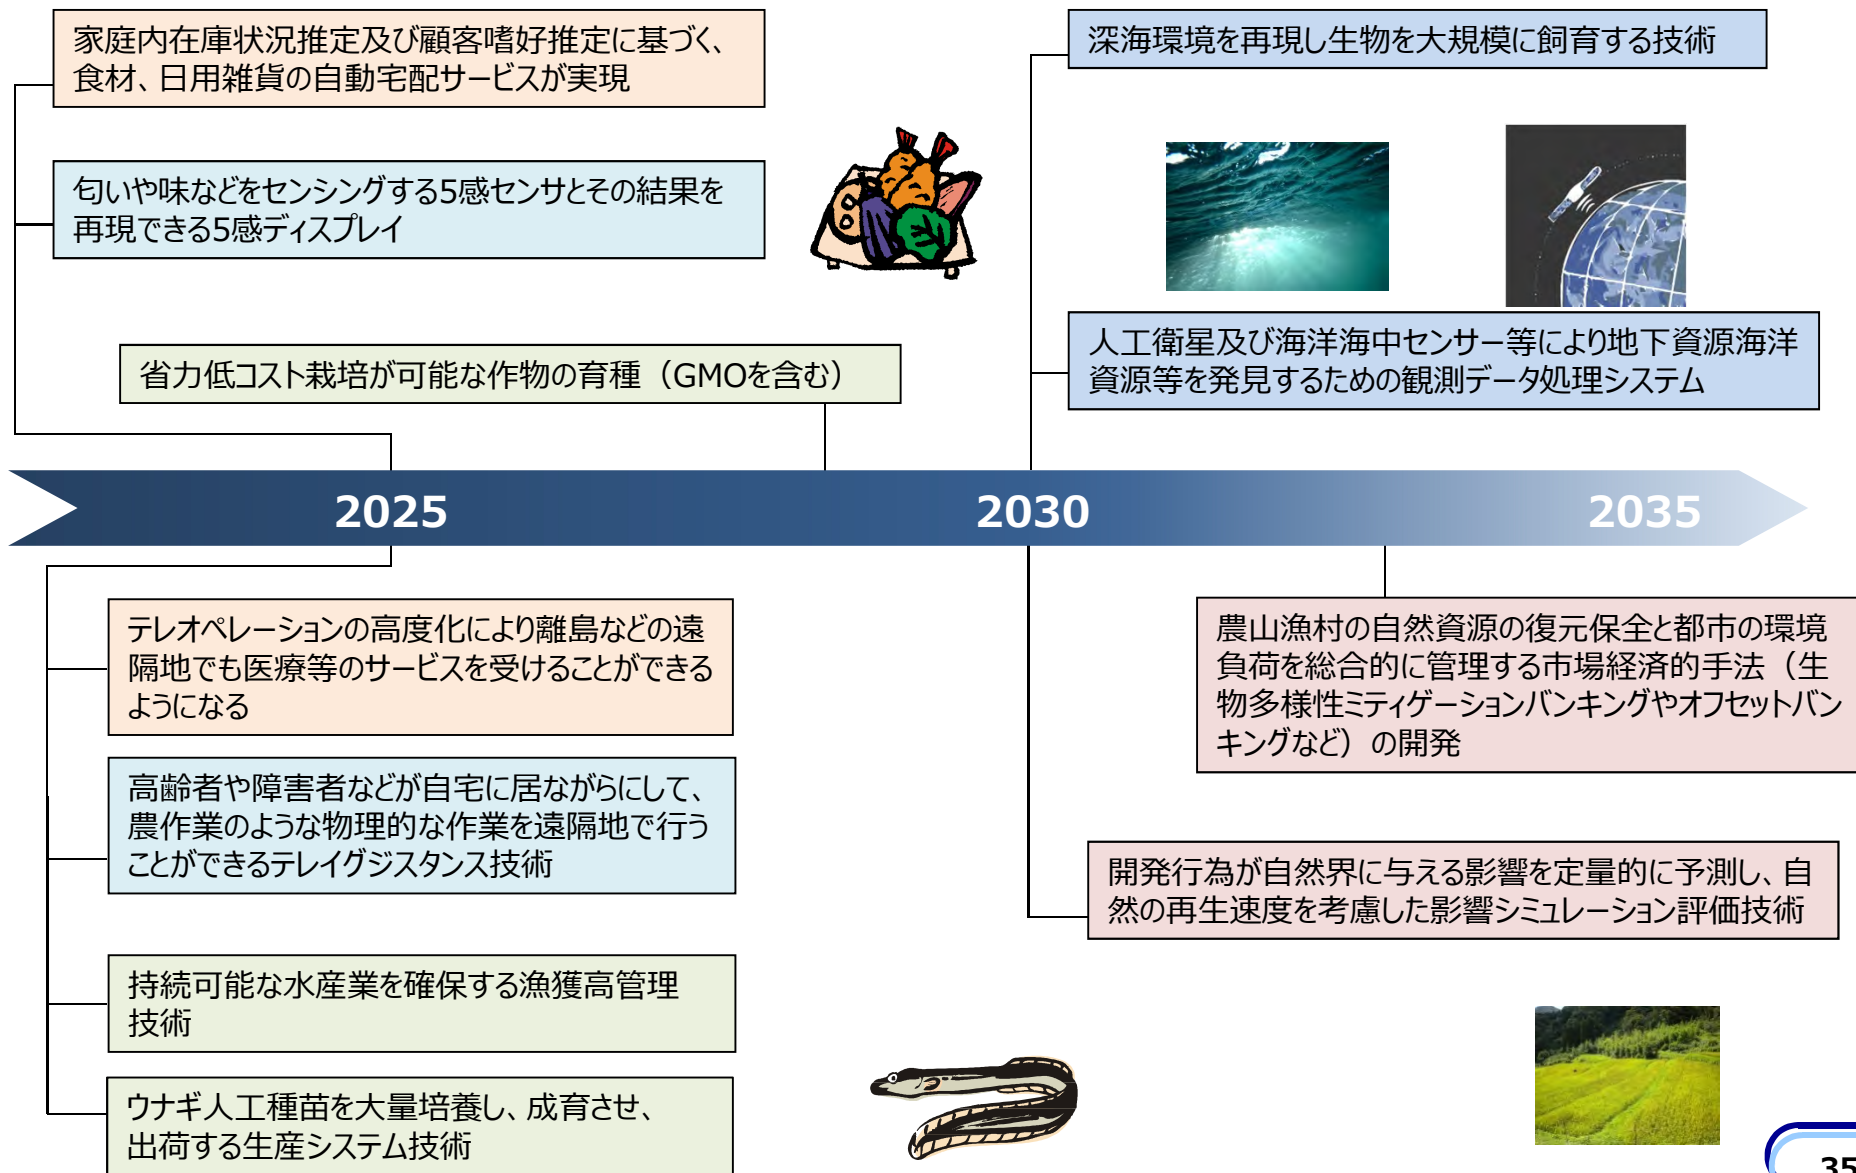 家庭内在庫状況推定及び顧客嗜好推定に基づく、
食材、日用雑貨の自動宅配サービスが実現
匂いや味などをセンシングする5感センサとその結果を
再現できる5感ディスプレイ
省力低コスト栽培が可能な作物の育種（GMOを含む）
深海環境を再現し生物を大規模に飼育する技術
人工衛星及び海洋海中センサー等により地下資源海洋
資源等を発見するための観測データ処理システム
2025
2030
2035
テレオペレーションの高度化により離島などの遠
隔地でも医療等のサービスを受けることができる
ようになる
高齢者や障害者などが自宅に居ながらにして、
農作業のような物理的な作業を遠隔地で行う
ことができるテレイグジスタンス技術
持続可能な水産業を確保する漁獲高管理
技術
ウナギ人工種苗を大量培養し、成育させ、
出荷する生産システム技術
農山漁村の自然資源の復元保全と都市の環境
負荷を総合的に管理する市場経済的手法（生
物多様性ミティゲーションバンキングやオフセットバン
キングなど）の開発
開発行為が自然界に与える影響を定量的に予測し、自
然の再生速度を考慮した影響シミュレーション評価技術
35